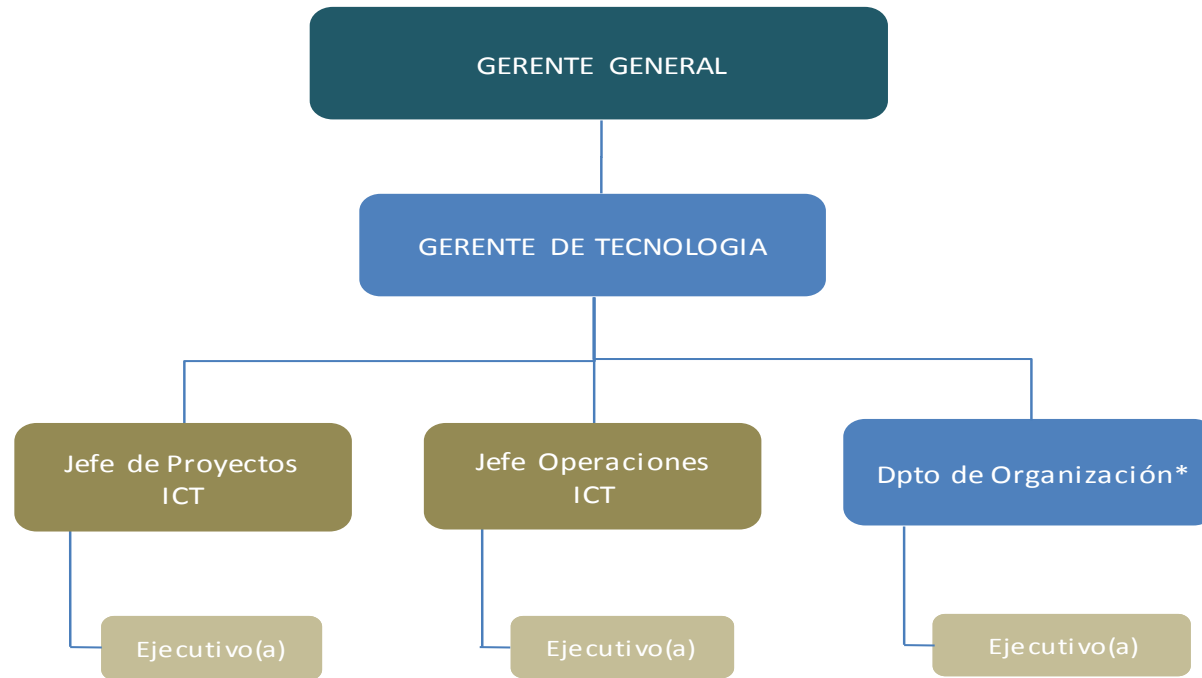 GERENTE GENERAL
GERENTE DE TECNOLOGIA
Jefe de Proyectos
ICT
Jefe Operaciones
ICT
Dpto de Organización*
Ejecutivo(a)
Ejecutivo(a)
Ejecutivo(a)